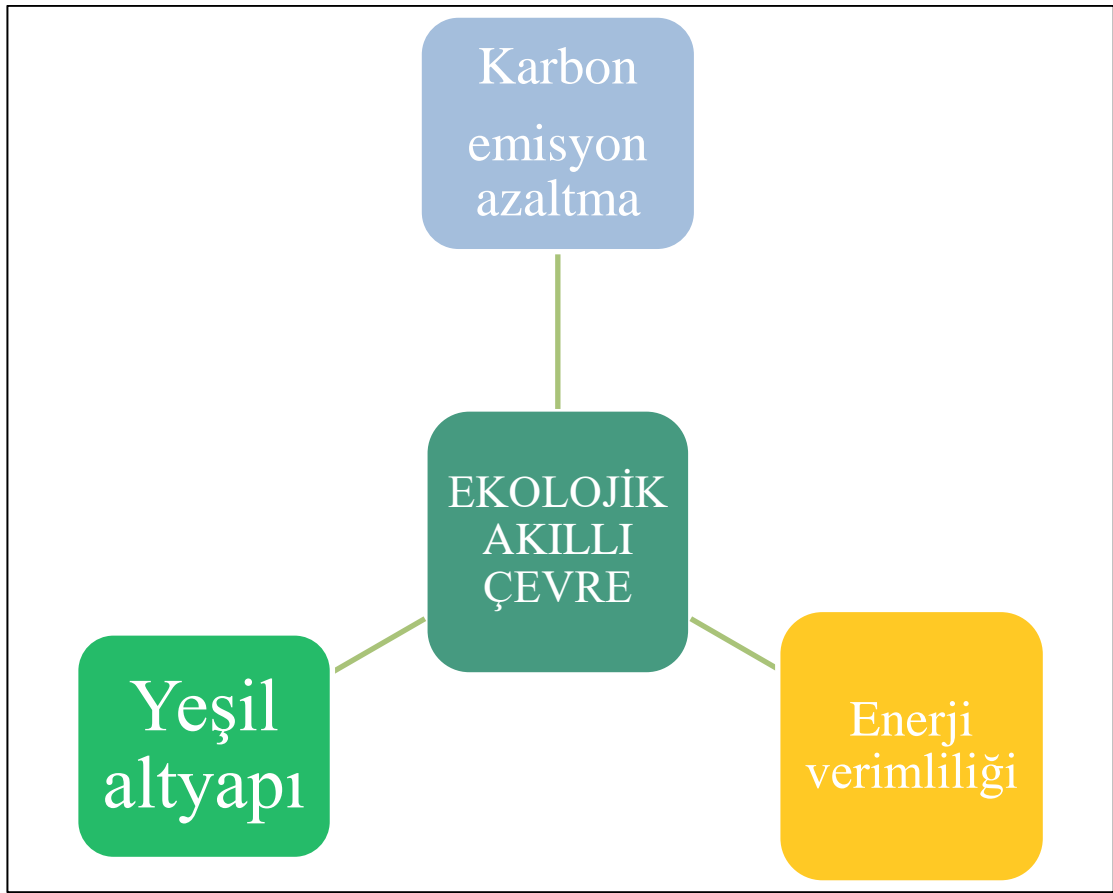 Karbon
emisyon
azaltma
EKOLOJİK
AKILLI
ÇEVRE
Yeşil
altyapı
Enerji
verimliliği